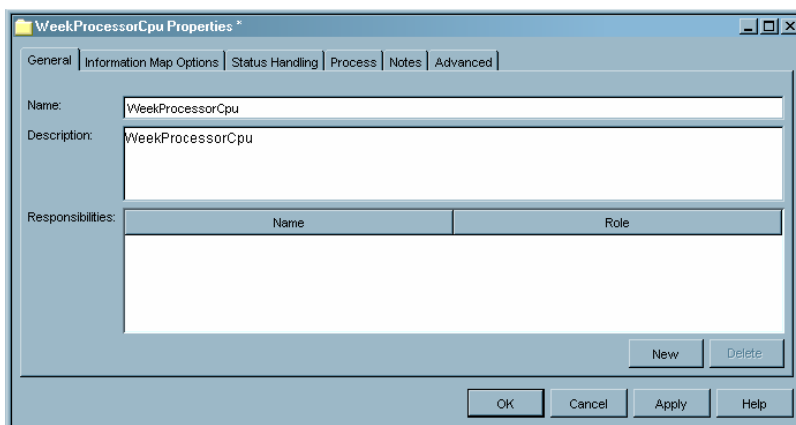 WeekProcessorCpu Properties *
General Information Map Options Status Handling Process Notes Advanced
Name: WeekProcessorCpu
Description: WeekProcessorCpu
Responsibilities: Name Role
New Delete
OK Cancel Apply Help